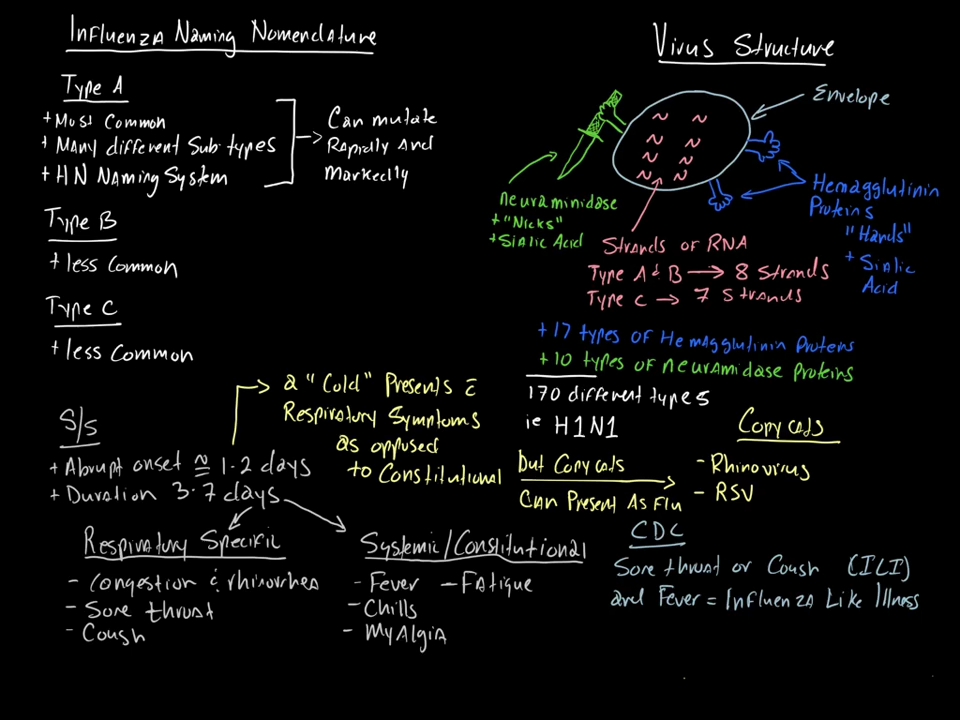 Influenza Naming Nomenclature
Type A
+ Most Common
+ Many different Sub types
+ HN Naming System
Can mutate
Rapidly And
Markedly
Type B
+ less Common
Type C
+ less Common
Virus Structure
Envelope
neuraminidase
+ "Nicks"
+ Sialic Acid
Hemagglutinin
Proteins
"Hands"
+ Sialic
Acid
Strands of RNA
Type A & B → 8 Strands
Type C → 7 Strands
+ 17 types of Hemagglutinin Proteins
+ 10 types of neuramidase Proteins
170 different types
ie H1N1
a "Cold" Presents c̄
Respiratory Symptoms
as opposed
to Constitutional
but Copy cats
Can Present As Flu
Copy cats
- Rhinovirus
- RSV
S/s
+ Abrupt onset ≅ 1-2 days
+ Duration 3-7 days
Respiratory Specific
- Congestion & rhinorrhea
- Sore throat
- Cough
Systemic/Constitutional
- Fever - Fatigue
- Chills
- Myalgia
CDC
Sore throat or Cough (ILI)
and Fever = Influenza Like Illness